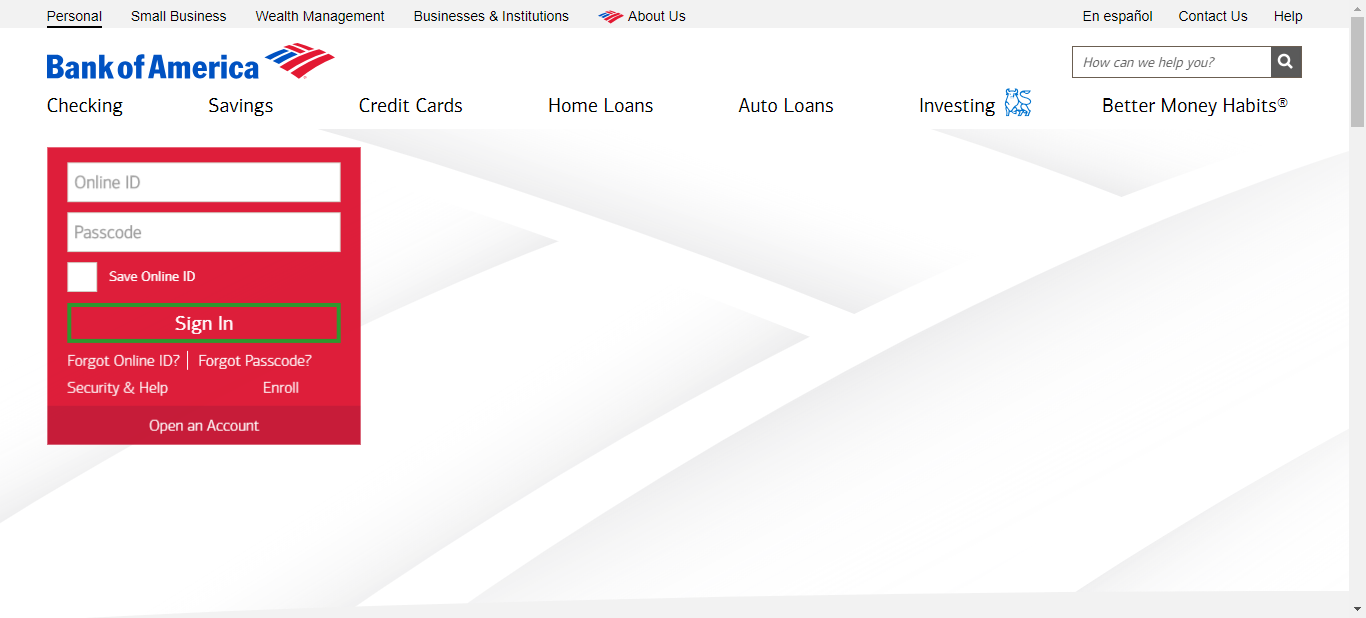 Personal Small Business Wealth Management Businesses & Institutions About Us En español Contact Us Help
Bank of America
How can we help you?
Checking Savings Credit Cards Home Loans Auto Loans Investing Better Money Habits®
Online ID
Passcode
Save Online ID
Sign In
Forgot Online ID? Forgot Passcode?
Security & Help Enroll
Open an Account